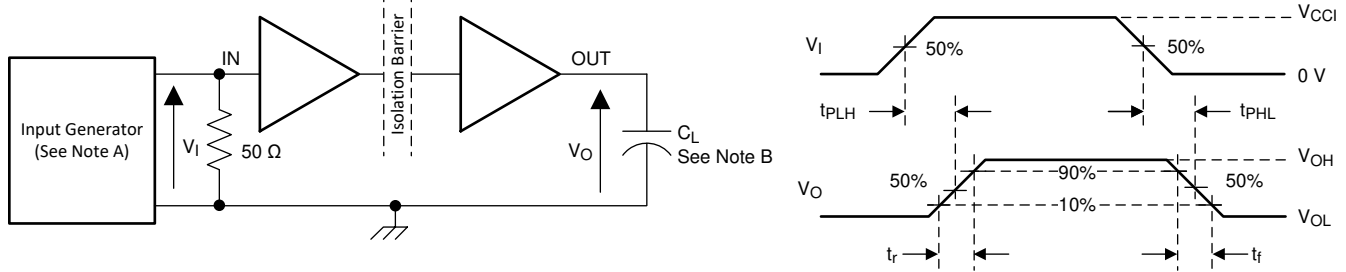 Input Generator
(See Note A)
V_I
IN
50 Ω
Isolation Barrier
OUT
V_O
C_L
See Note B
V_I
50%
50%
V_CCI
0 V
t_PLH
t_PHL
V_O
50%
90%
10%
50%
V_OH
V_OL
t_r
t_f